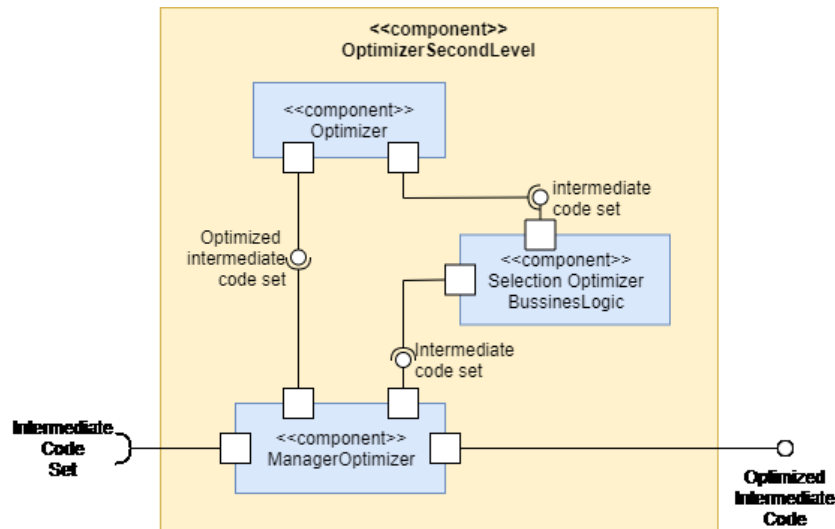 <<component>>
OptimizerSecondLevel
<<component>>
Optimizer
intermediate
code set
Optimized
intermediate
code set
<<component>>
Selection Optimizer
BussinesLogic
Intermediate
code set
Intermediate
Code
Set
<<component>>
ManagerOptimizer
Optimized
Intermediate
Code